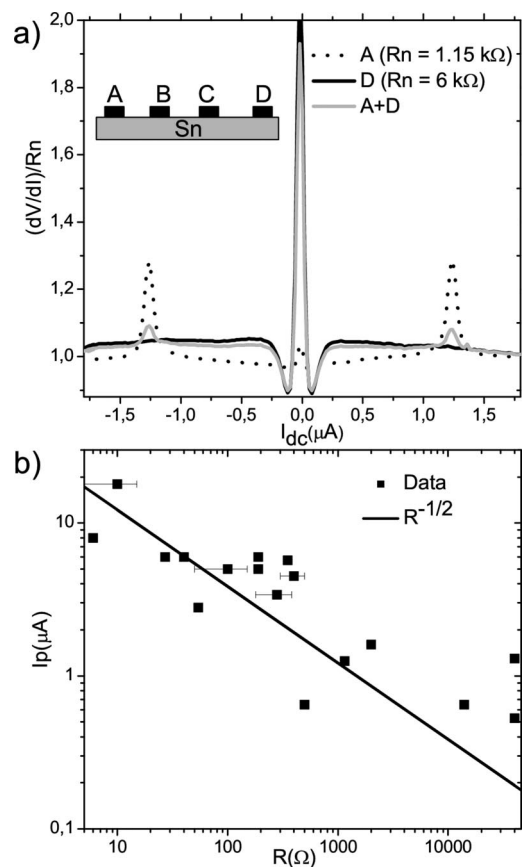 a)
2,0
1,8
1,6
1,4
1,2
1,0
(dV/dI)/Rn
A (Rn = 1.15 kΩ)
D (Rn = 6 kΩ)
A+D
A B C D
Sn
-1,5 -1,0 -0,5 0,0 0,5 1,0 1,5
I_dc(μA)
b)
Data
R^-1/2
10
1
0,1
Ip(μA)
10 100 1000 10000
R(Ω)